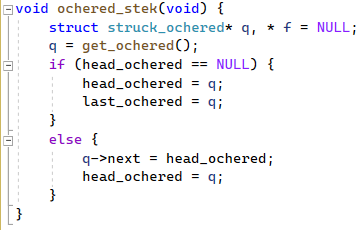 void ochered_stek(void) {
struct struck_ochered* q, * f = NULL;
q = get_ochered();
if (head_ochered == NULL) {
head_ochered = q;
last_ochered = q;
}
else {
q->next = head_ochered;
head_ochered = q;
}
}